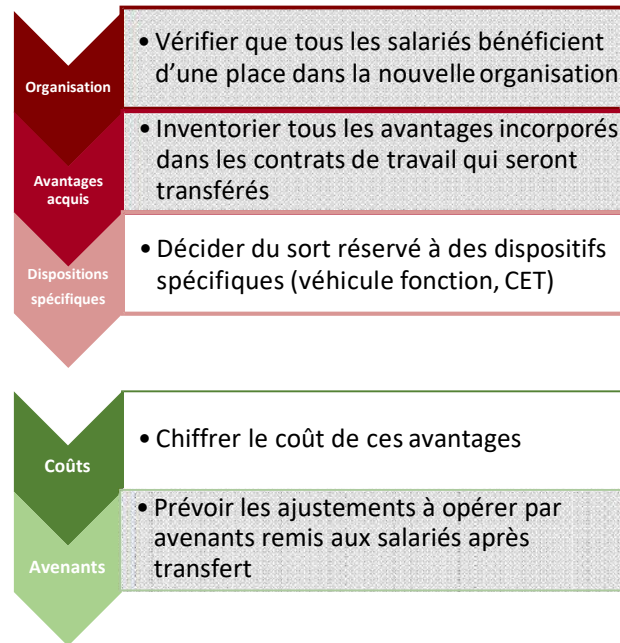 Organisation
• Vérifier que tous les salariés bénéficient
d'une place dans la nouvelle organisation
Avantages
acquis
• Inventorier tous les avantages incorporés
dans les contrats de travail qui seront
transférés
Dispositions
spécifiques
• Décider du sort réservé à des dispositifs
spécifiques (véhicule fonction, CET)
Coûts
• Chiffrer le coût de ces avantages
Avenants
• Prévoir les ajustements à opérer par
avenants remis aux salariés après
transfert